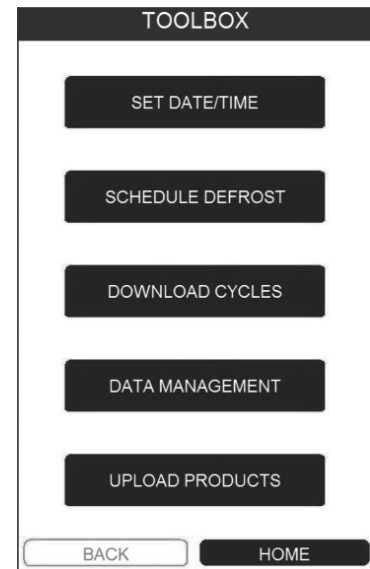 TOOLBOX
SET DATE/TIME
SCHEDULE DEFROST
DOWNLOAD CYCLES
DATA MANAGEMENT
UPLOAD PRODUCTS
BACK HOME